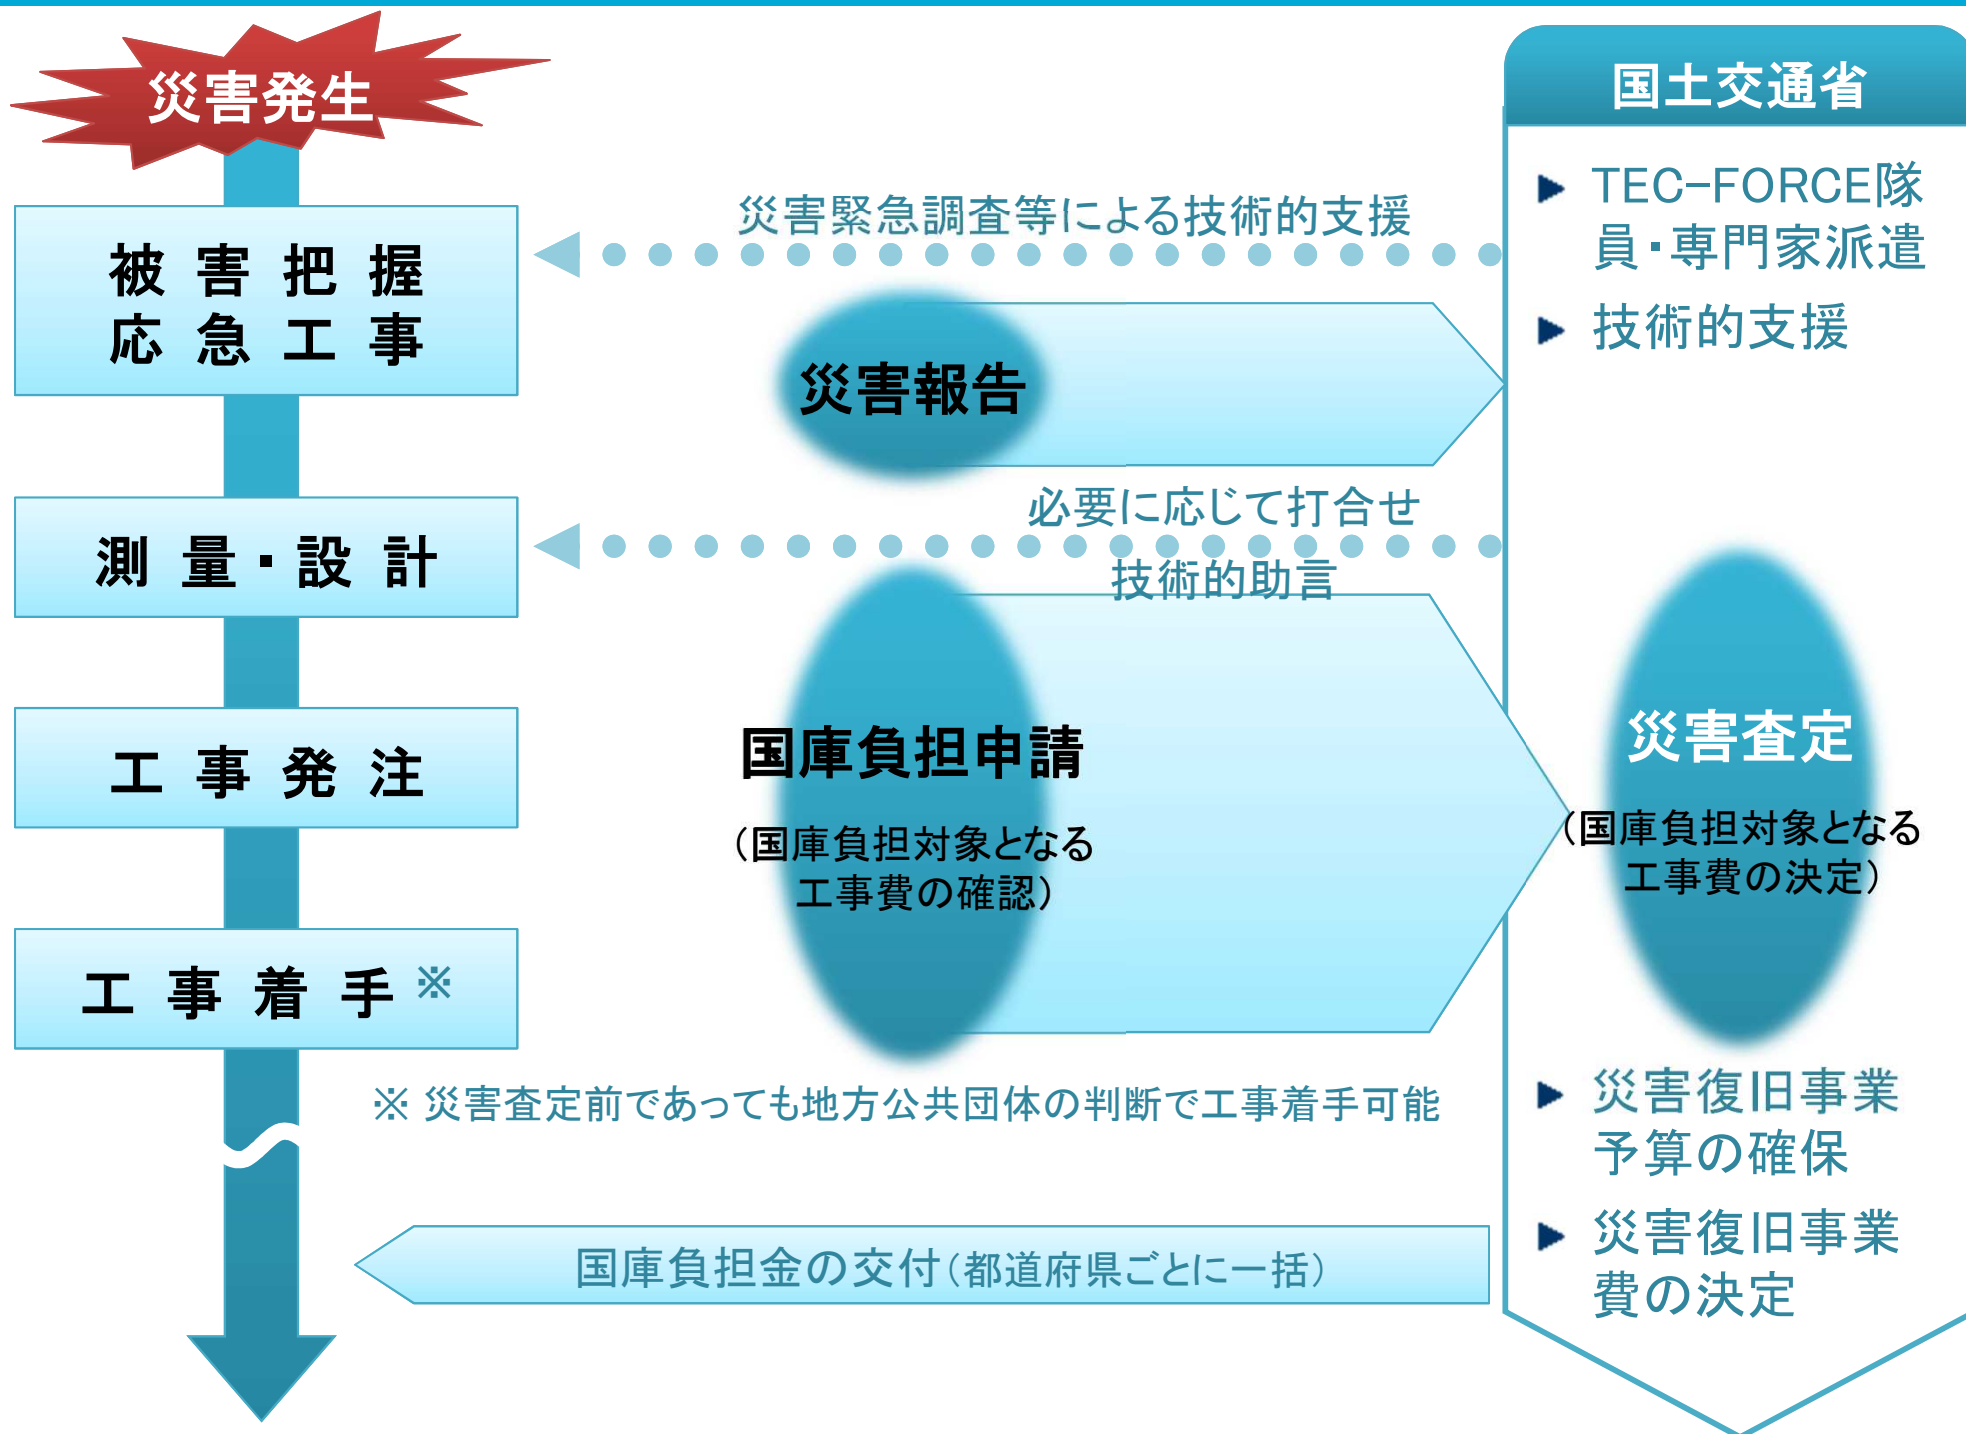 災害発生
被害把握
応急工事
測量・設計
工事発注
工事着手※
災害緊急調査等による技術的支援
災害報告
必要に応じて打合せ
技術的助言
国庫負担申請
(国庫負担対象となる
工事費の確認)
※ 災害査定前であっても地方公共団体の判断で工事着手可能
国庫負担金の交付(都道府県ごとに一括)
国土交通省
TEC-FORCE隊
員・専門家派遣
技術的支援
災害査定
(国庫負担対象となる
工事費の決定)
災害復旧事業
予算の確保
災害復旧事業
費の決定